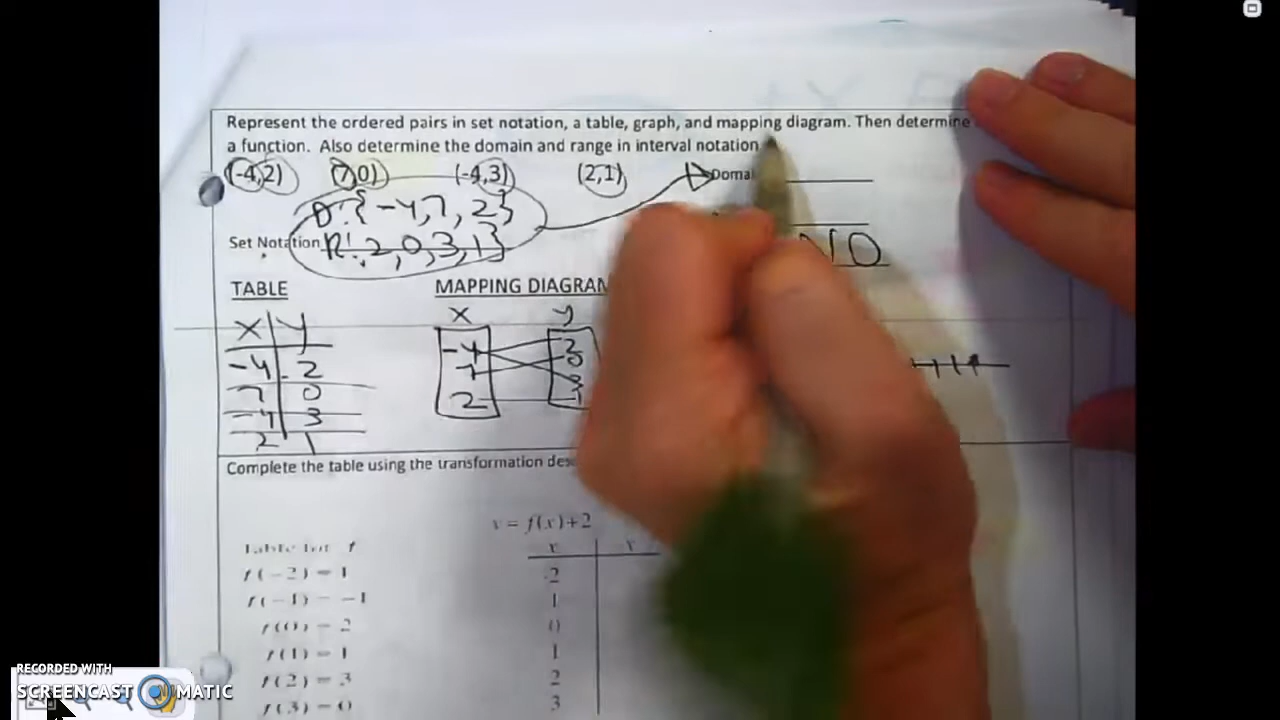 Represent the ordered pairs in set notation, a table, graph, and mapping diagram. Then determine
a function. Also determine the domain and range in interval notation
(-4,2) (7,0) (-4,3) (2,1) Domai
D: {-4,7,2}
Set Notation R: 2,0,3,1}
NO
TABLE MAPPING DIAGRAM
x y
-4 2
7 0
-4 3
2 1
x y
-4 2
7 0
3
2 1
Complete the table using the transformation des
y = f(x)+2
Table for f x y
f(-2) = 1 -2
f(-1) = -1 1
f(0) = 2 0
f(1) = 1 1
f(2) = 3 2
f(3) = 0 3
RECORDED WITH
SCREENCAST MATIC